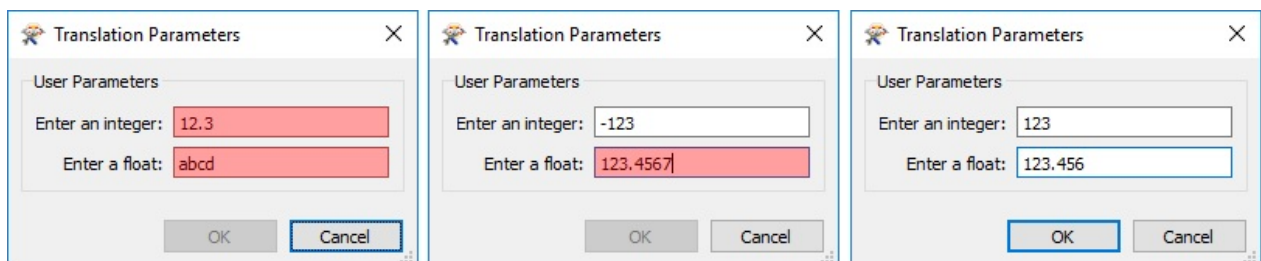 Translation Parameters
User Parameters
Enter an integer: 12.3
Enter a float: abcd
OK Cancel
Translation Parameters
User Parameters
Enter an integer: -123
Enter a float: 123.4567
OK Cancel
Translation Parameters
User Parameters
Enter an integer: 123
Enter a float: 123.456
OK Cancel